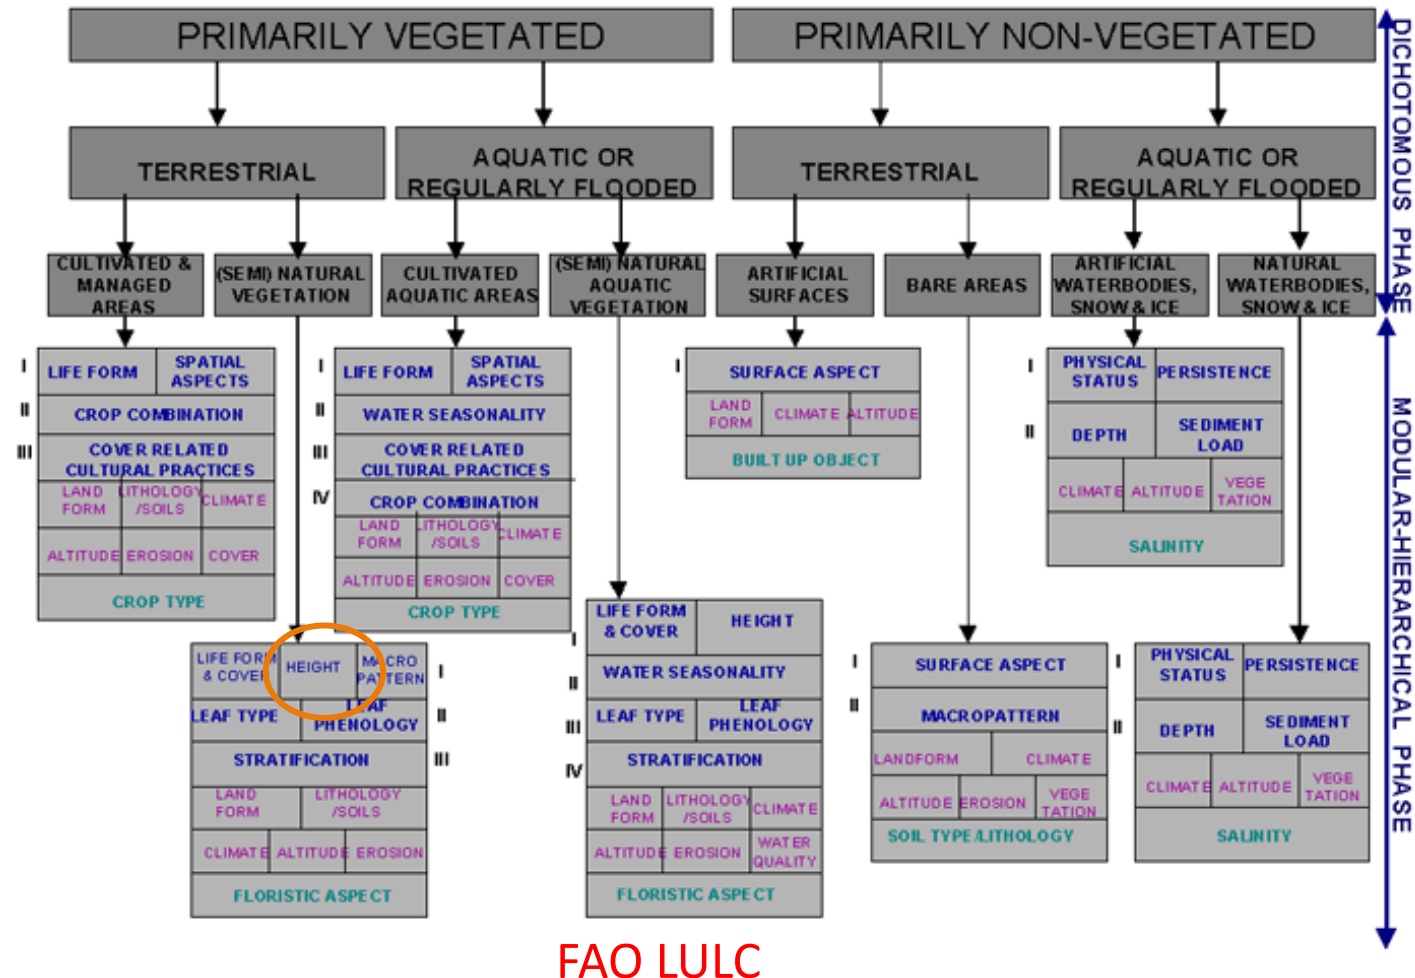 PRIMARILY VEGETATED
PRIMARILY NON-VEGETATED
TERRESTRIAL
AQUATIC OR
REGULARLY FLOODED
TERRESTRIAL
AQUATIC OR
REGULARLY FLOODED
CULTIVATED &
MANAGED
AREAS
(SEMI) NATURAL
VEGETATION
CULTIVATED
AQUATIC AREAS
(SEMI) NATURAL
AQUATIC
VEGETATION
ARTIFICIAL
SURFACES
BARE AREAS
ARTIFICIAL
WATERBODIES,
SNOW & ICE
NATURAL
WATERBODIES,
SNOW & ICE
DICHOTOMOUS PHASE
MODULAR-HIERARCHICAL PHASE
I
LIFE FORM
SPATIAL
ASPECTS
II
CROP COMBINATION
III
COVER RELATED
CULTURAL PRACTICES
LAND
FORM
LITHOLOGY
/SOILS
CLIMATE
ALTITUDE
EROSION
COVER
CROP TYPE
I
LIFE FORM
SPATIAL
ASPECTS
II
WATER SEASONALITY
III
COVER RELATED
CULTURAL PRACTICES
IV
CROP COMBINATION
LAND
FORM
LITHOLOGY
/SOILS
CLIMATE
ALTITUDE
EROSION
COVER
CROP TYPE
I
SURFACE ASPECT
LAND
FORM
CLIMATE
ALTITUDE
BUILT UP OBJECT
I
PHYSICAL
STATUS
PERSISTENCE
II
DEPTH
SEDIMENT
LOAD
CLIMATE
ALTITUDE
VEGE
TATION
SALINITY
LIFE FORM
& COVER
HEIGHT
MACRO
PATTERN
I
LEAF TYPE
LEAF
PHENOLOGY
II
STRATIFICATION
III
LAND
FORM
LITHOLOGY
/SOILS
CLIMATE
ALTITUDE
EROSION
FLORISTIC ASPECT
I
LIFE FORM
& COVER
HEIGHT
II
WATER SEASONALITY
III
LEAF TYPE
LEAF
PHENOLOGY
IV
STRATIFICATION
LAND
FORM
LITHOLOGY
/SOILS
CLIMATE
ALTITUDE
EROSION
WATER
QUALITY
FLORISTIC ASPECT
I
SURFACE ASPECT
II
MACROPATTERN
LANDFORM
CLIMATE
ALTITUDE
EROSION
VEGE
TATION
SOIL TYPE/LITHOLOGY
I
PHYSICAL
STATUS
PERSISTENCE
II
DEPTH
SEDIMENT
LOAD
CLIMATE
ALTITUDE
VEGE
TATION
SALINITY
FAO LULC